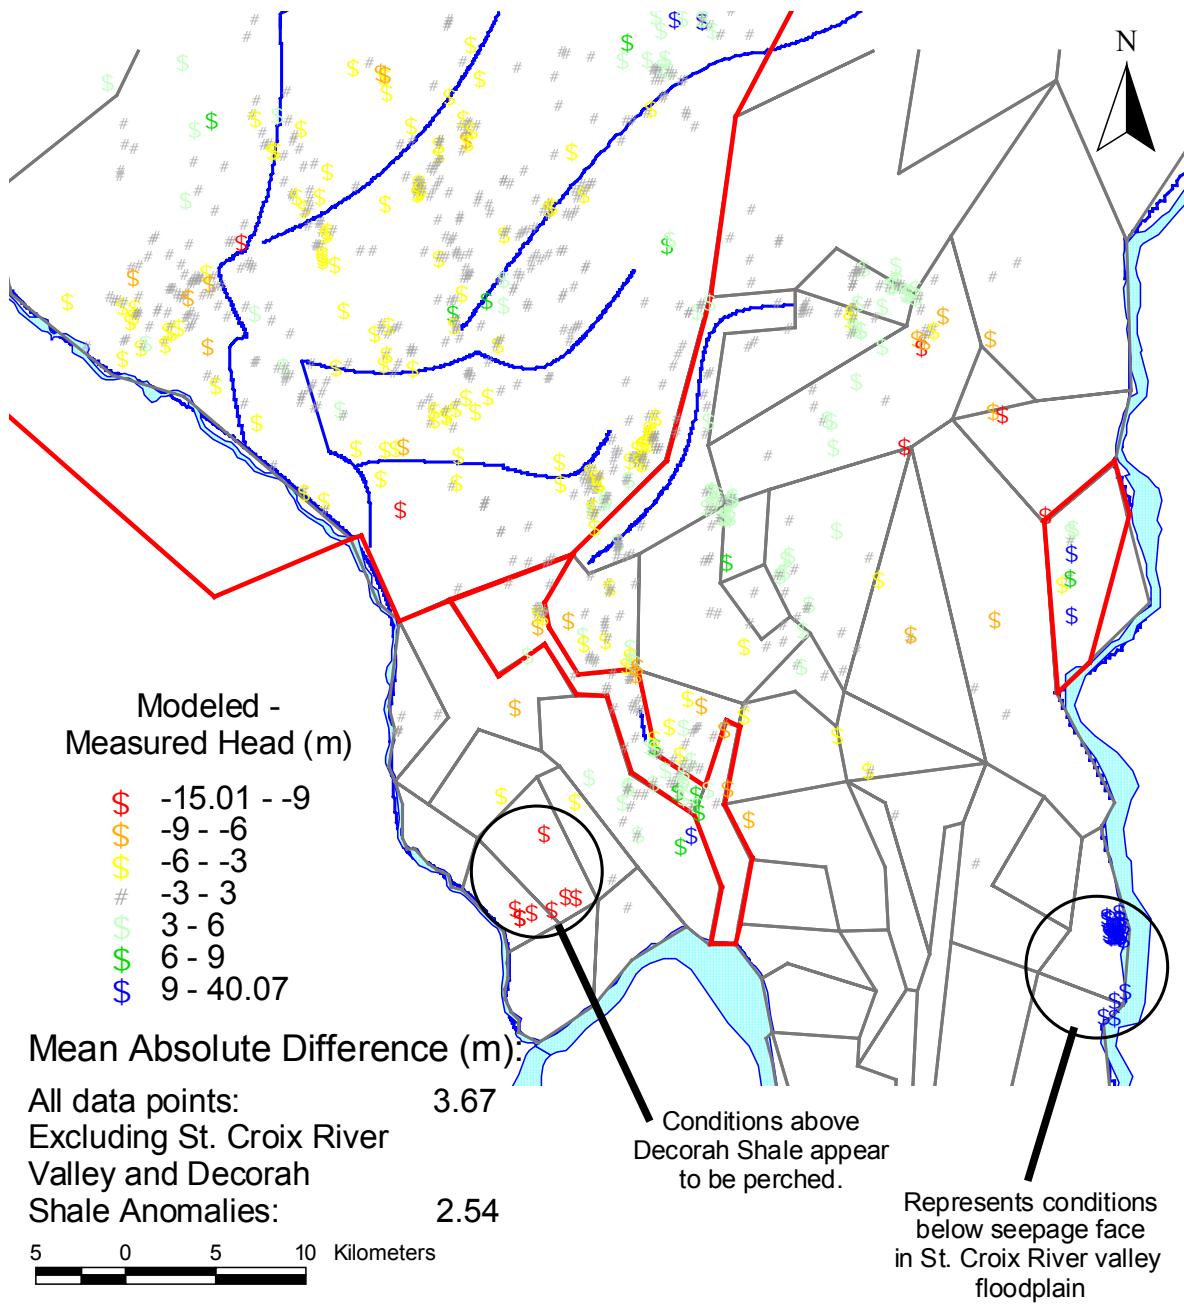 N
Modeled -
Measured Head (m)
$ -15.01 - -9
$ -9 - -6
$ -6 - -3
# -3 - 3
$ 3 - 6
$ 6 - 9
$ 9 - 40.07
Mean Absolute Difference (m):
All data points: 3.67
Excluding St. Croix River
Valley and Decorah
Shale Anomalies: 2.54
5 0 5 10 Kilometers
Conditions above
Decorah Shale appear
to be perched.
Represents conditions
below seepage face
in St. Croix River valley
floodplain